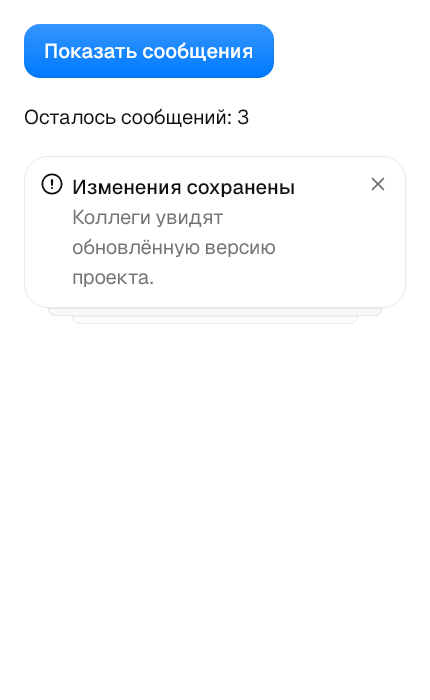 Показать сообщения
Осталось сообщений: 3
Изменения сохранены
Коллеги увидят
обновлённую версию
проекта.